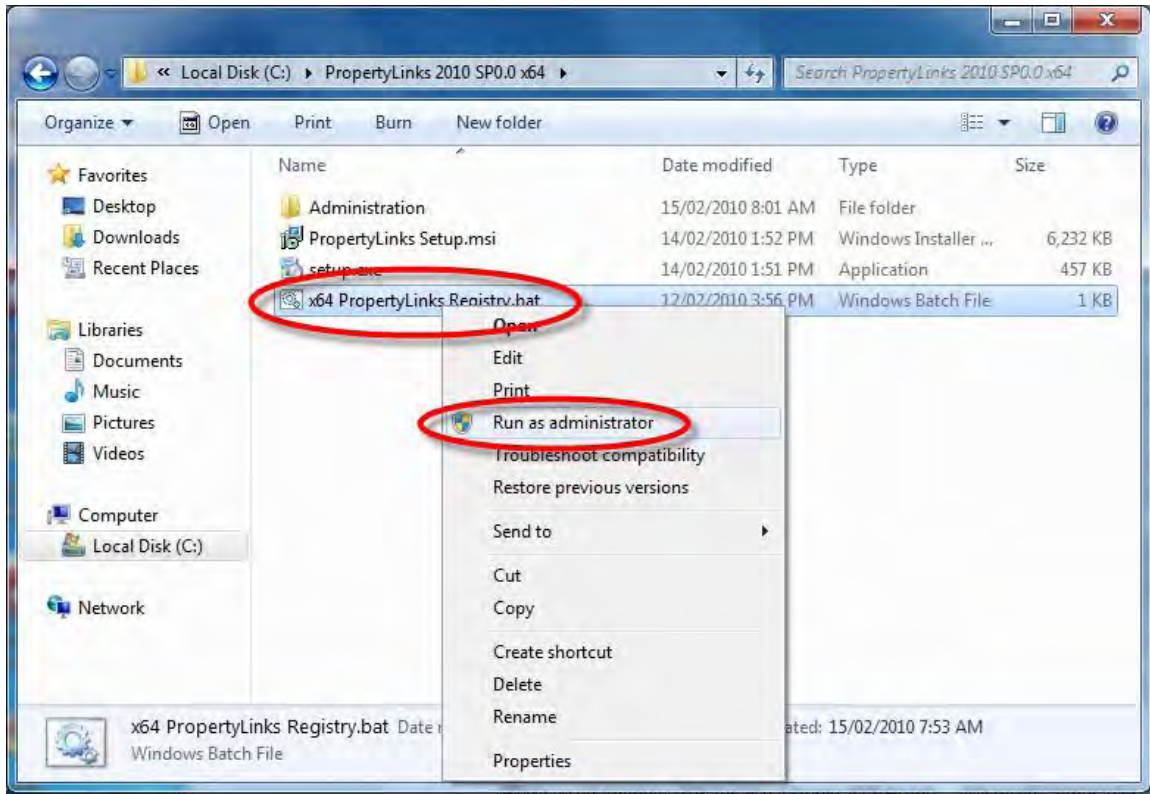 « Local Disk (C:) ▸ PropertyLinks 2010 SP0.0 x64 ▸ Search PropertyLinks 2010 SP0.0 x64
Organize Open Print Burn New folder
Name Date modified Type Size
Favorites
Desktop
Downloads
Recent Places
Libraries
Documents
Music
Pictures
Videos
Computer
Local Disk (C:)
Network
Administration 15/02/2010 8:01 AM File folder
PropertyLinks Setup.msi 14/02/2010 1:52 PM Windows Installer ... 6,232 KB
setup.exe 14/02/2010 1:51 PM Application 457 KB
x64 PropertyLinks Registry.bat 12/02/2010 3:56 PM Windows Batch File 1 KB
Open
Edit
Print
Run as administrator
Troubleshoot compatibility
Restore previous versions
Send to
Cut
Copy
Create shortcut
Delete
Rename
Properties
x64 PropertyLinks Registry.bat Date 15/02/2010 7:53 AM
Windows Batch File